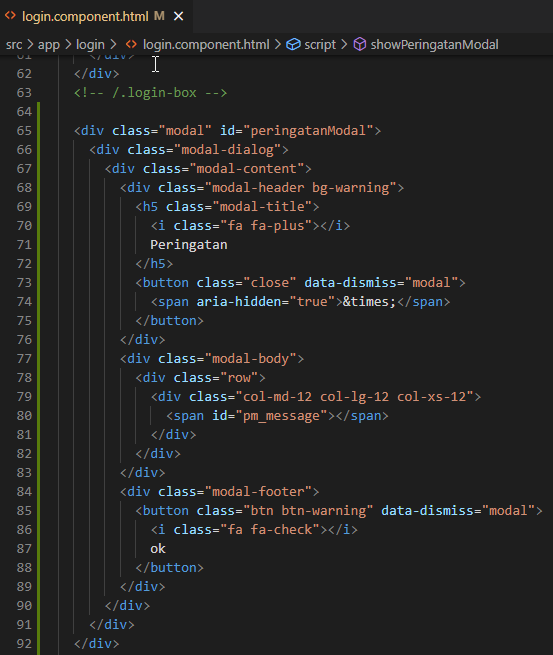 login.component.html M
src > app > login > login.component.html > script > showPeringatanModal
61 </div>
62 </div>
63 <!-- /.login-box -->
64
65 <div class="modal" id="peringatanModal">
66 <div class="modal-dialog">
67 <div class="modal-content">
68 <div class="modal-header bg-warning">
69 <h5 class="modal-title">
70 <i class="fa fa-plus"></i>
71 Peringatan
72 </h5>
73 <button class="close" data-dismiss="modal">
74 <span aria-hidden="true">&times;</span>
75 </button>
76 </div>
77 <div class="modal-body">
78 <div class="row">
79 <div class="col-md-12 col-lg-12 col-xs-12">
80 <span id="pm_message"></span>
81 </div>
82 </div>
83 </div>
84 <div class="modal-footer">
85 <button class="btn btn-warning" data-dismiss="modal">
86 <i class="fa fa-check"></i>
87 ok
88 </button>
89 </div>
90 </div>
91 </div>
92 </div>